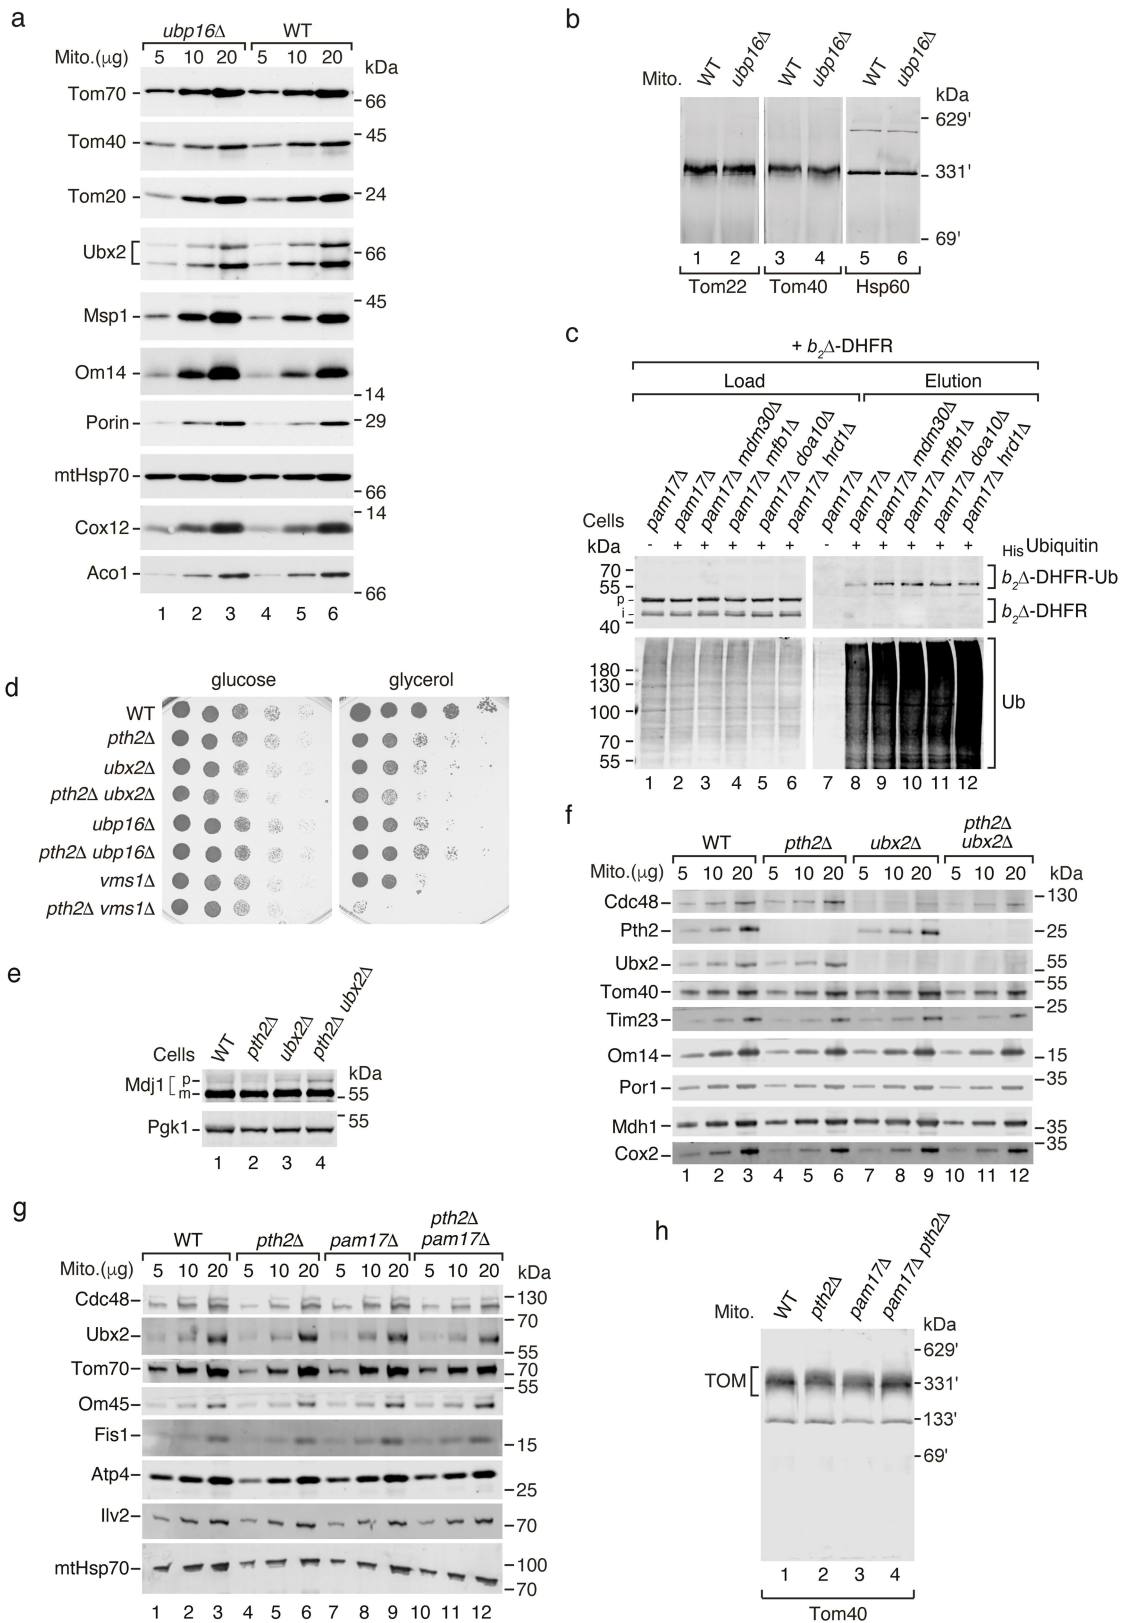 a
ubp16Δ WT
Mito.(μg) 5 10 20 5 10 20
kDa
Tom70
66
Tom40 45
Tom20 24
Ubx2 66
Msp1 45
Om14
14
Porin 29
mtHsp70
66
Cox12 14
Aco1
66
1 2 3 4 5 6
b
Mito. WT ubp16Δ WT ubp16Δ WT ubp16Δ
kDa
629'
331'
69'
1 2 3 4 5 6
Tom22 Tom40 Hsp60
c
+ b2Δ-DHFR
Load Elution
Cells pam17Δ pam17Δ pam17Δ mdm30Δ pam17Δ mfb1Δ pam17Δ doa10Δ pam17Δ hrd1Δ pam17Δ pam17Δ pam17Δ mdm30Δ pam17Δ mfb1Δ pam17Δ doa10Δ pam17Δ hrd1Δ
kDa - + + + + + - + + + + + HisUbiquitin
70
55
p
i
40
b2Δ-DHFR-Ub
b2Δ-DHFR
180
130
100
70
55
Ub
1 2 3 4 5 6 7 8 9 10 11 12
d
glucose glycerol
WT
pth2Δ
ubx2Δ
pth2Δ ubx2Δ
ubp16Δ
pth2Δ ubp16Δ
vms1Δ
pth2Δ vms1Δ
e
Cells WT pth2Δ ubx2Δ pth2Δ ubx2Δ
kDa
Mdj1 p
m 55
Pgk1 55
1 2 3 4
f
WT pth2Δ ubx2Δ pth2Δ ubx2Δ
Mito.(μg) 5 10 20 5 10 20 5 10 20 5 10 20 kDa
Cdc48 130
Pth2 25
Ubx2 55
Tom40 55
Tim23 25
Om14 15
Por1 35
Mdh1 35
Cox2 35
1 2 3 4 5 6 7 8 9 10 11 12
g
WT pth2Δ pam17Δ pth2Δ pam17Δ
Mito.(μg) 5 10 20 5 10 20 5 10 20 5 10 20 kDa
Cdc48 130
70
Ubx2
55
Tom70 70
55
Om45
Fis1 15
Atp4
25
Ilv2 70
mtHsp70 100
70
1 2 3 4 5 6 7 8 9 10 11 12
h
Mito. WT pth2Δ pam17Δ pam17Δ pth2Δ
kDa
629'
TOM 331'
133'
69'
1 2 3 4
Tom40